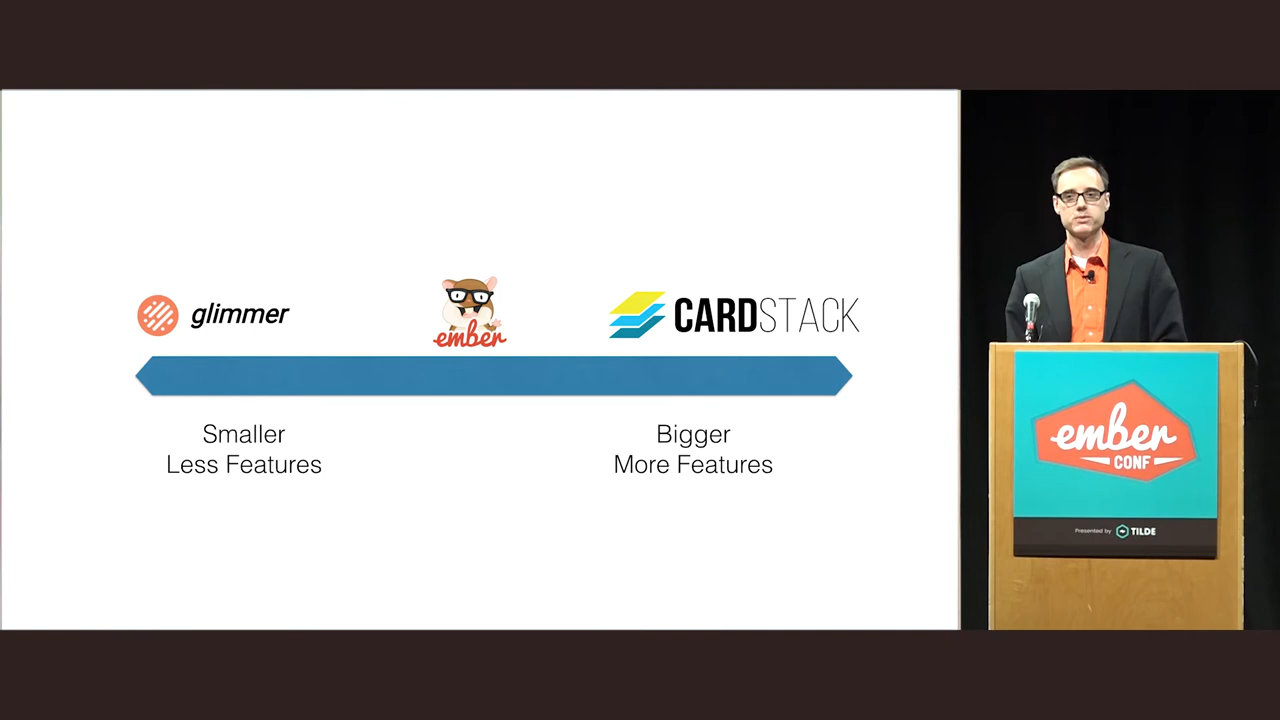 glimmer
ember
CARDSTACK
Smaller
Less Features
Bigger
More Features
ember
CONF
Presented by TILDE